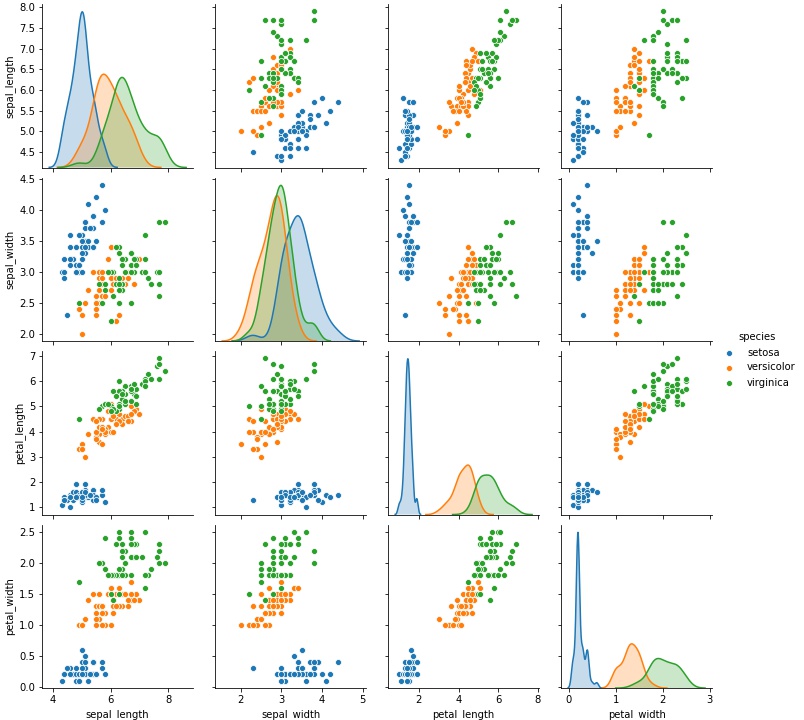 8.0
7.5
7.0
6.5
6.0
5.5
5.0
4.5
sepal_length
4.5
4.0
3.5
3.0
2.5
2.0
sepal_width
species
setosa
versicolor
virginica
7
6
5
4
3
2
1
petal_length
2.5
2.0
1.5
1.0
0.5
0.0
petal_width
4 6 8
sepal_length
2 3 4 5
sepal_width
2 4 6 8
petal_length
0 1 2 3
petal_width